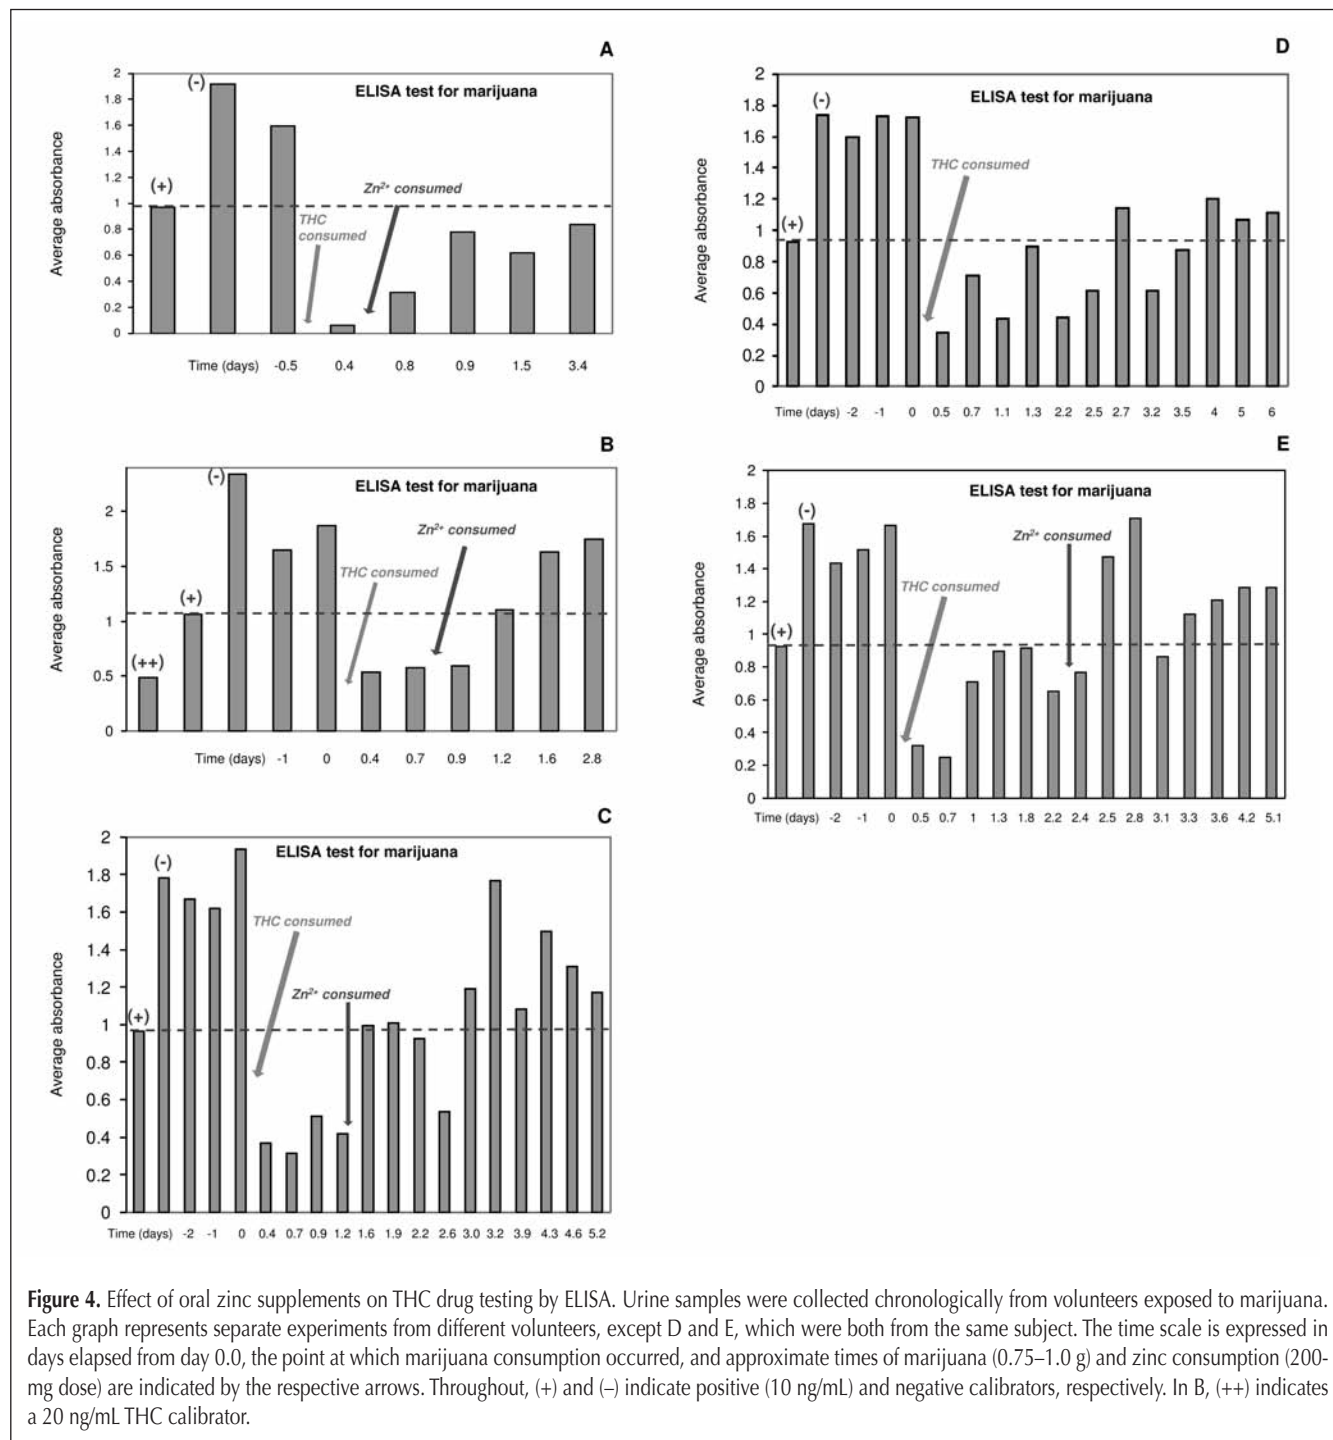 A
ELISA test for marijuana
Average absorbance
2
1.8
1.6
1.4
1.2
1
0.8
0.6
0.4
0.2
0
(+)
(-)
THC
consumed
Zn²⁺ consumed
Time (days) -0.5 0.4 0.8 0.9 1.5 3.4
B
ELISA test for marijuana
Average absorbance
2
1.5
1
0.5
0
(++)
(+)
(-)
THC consumed
Zn²⁺ consumed
Time (days) -1 0 0.4 0.7 0.9 1.2 1.6 2.8
C
ELISA test for marijuana
Average absorbance
2
1.8
1.6
1.4
1.2
1
0.8
0.6
0.4
0.2
0
(+)
(-)
THC consumed
Zn²⁺ consumed
Time (days) -2 -1 0 0.4 0.7 0.9 1.2 1.6 1.9 2.2 2.6 3.0 3.2 3.9 4.3 4.6 5.2
D
ELISA test for marijuana
Average absorbance
2
1.8
1.6
1.4
1.2
1
0.8
0.6
0.4
0.2
0
(+)
(-)
THC consumed
Time (days) -2 -1 0 0.5 0.7 1.1 1.3 2.2 2.5 2.7 3.2 3.5 4 5 6
E
ELISA test for marijuana
Average absorbance
2
1.8
1.6
1.4
1.2
1
0.8
0.6
0.4
0.2
0
(+)
(-)
THC consumed
Zn²⁺ consumed
Time (days) -2 -1 0 0.5 0.7 1 1.3 1.8 2.2 2.4 2.5 2.8 3.1 3.3 3.6 4.2 5.1
Figure 4. Effect of oral zinc supplements on THC drug testing by ELISA. Urine samples were collected chronologically from volunteers exposed to marijuana.
Each graph represents separate experiments from different volunteers, except D and E, which were both from the same subject. The time scale is expressed in
days elapsed from day 0.0, the point at which marijuana consumption occurred, and approximate times of marijuana (0.75–1.0 g) and zinc consumption (200-
mg dose) are indicated by the respective arrows. Throughout, (+) and (–) indicate positive (10 ng/mL) and negative calibrators, respectively. In B, (++) indicates
a 20 ng/mL THC calibrator.